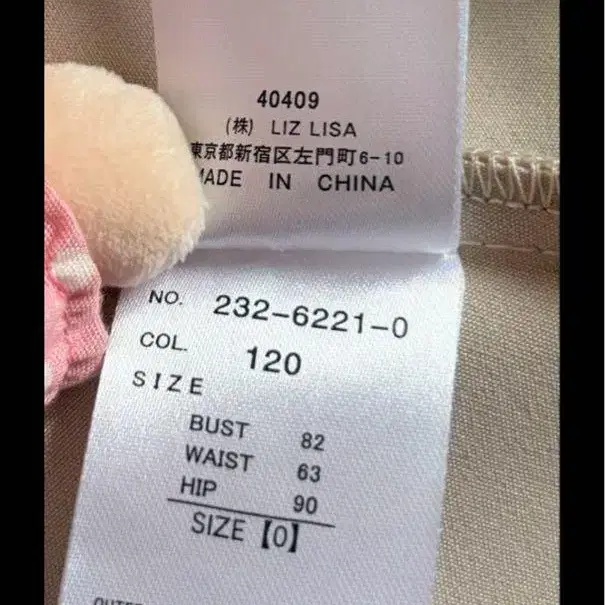 40409
(株) LIZ LISA
東京都新宿区左門町6-10
MADE IN CHINA
NO. 232-6221-0
COL. 120
SIZE
BUST 82
WAIST 63
HIP 90
SIZE【0】